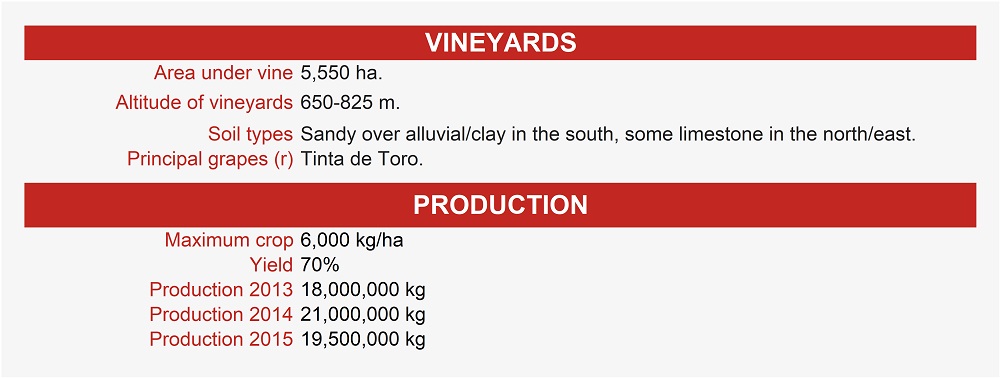 VINEYARDS
Area under vine 5,550 ha.
Altitude of vineyards 650-825 m.
Soil types Sandy over alluvial/clay in the south, some limestone in the north/east.
Principal grapes (r) Tinta de Toro.
PRODUCTION
Maximum crop 6,000 kg/ha
Yield 70%
Production 2013 18,000,000 kg
Production 2014 21,000,000 kg
Production 2015 19,500,000 kg